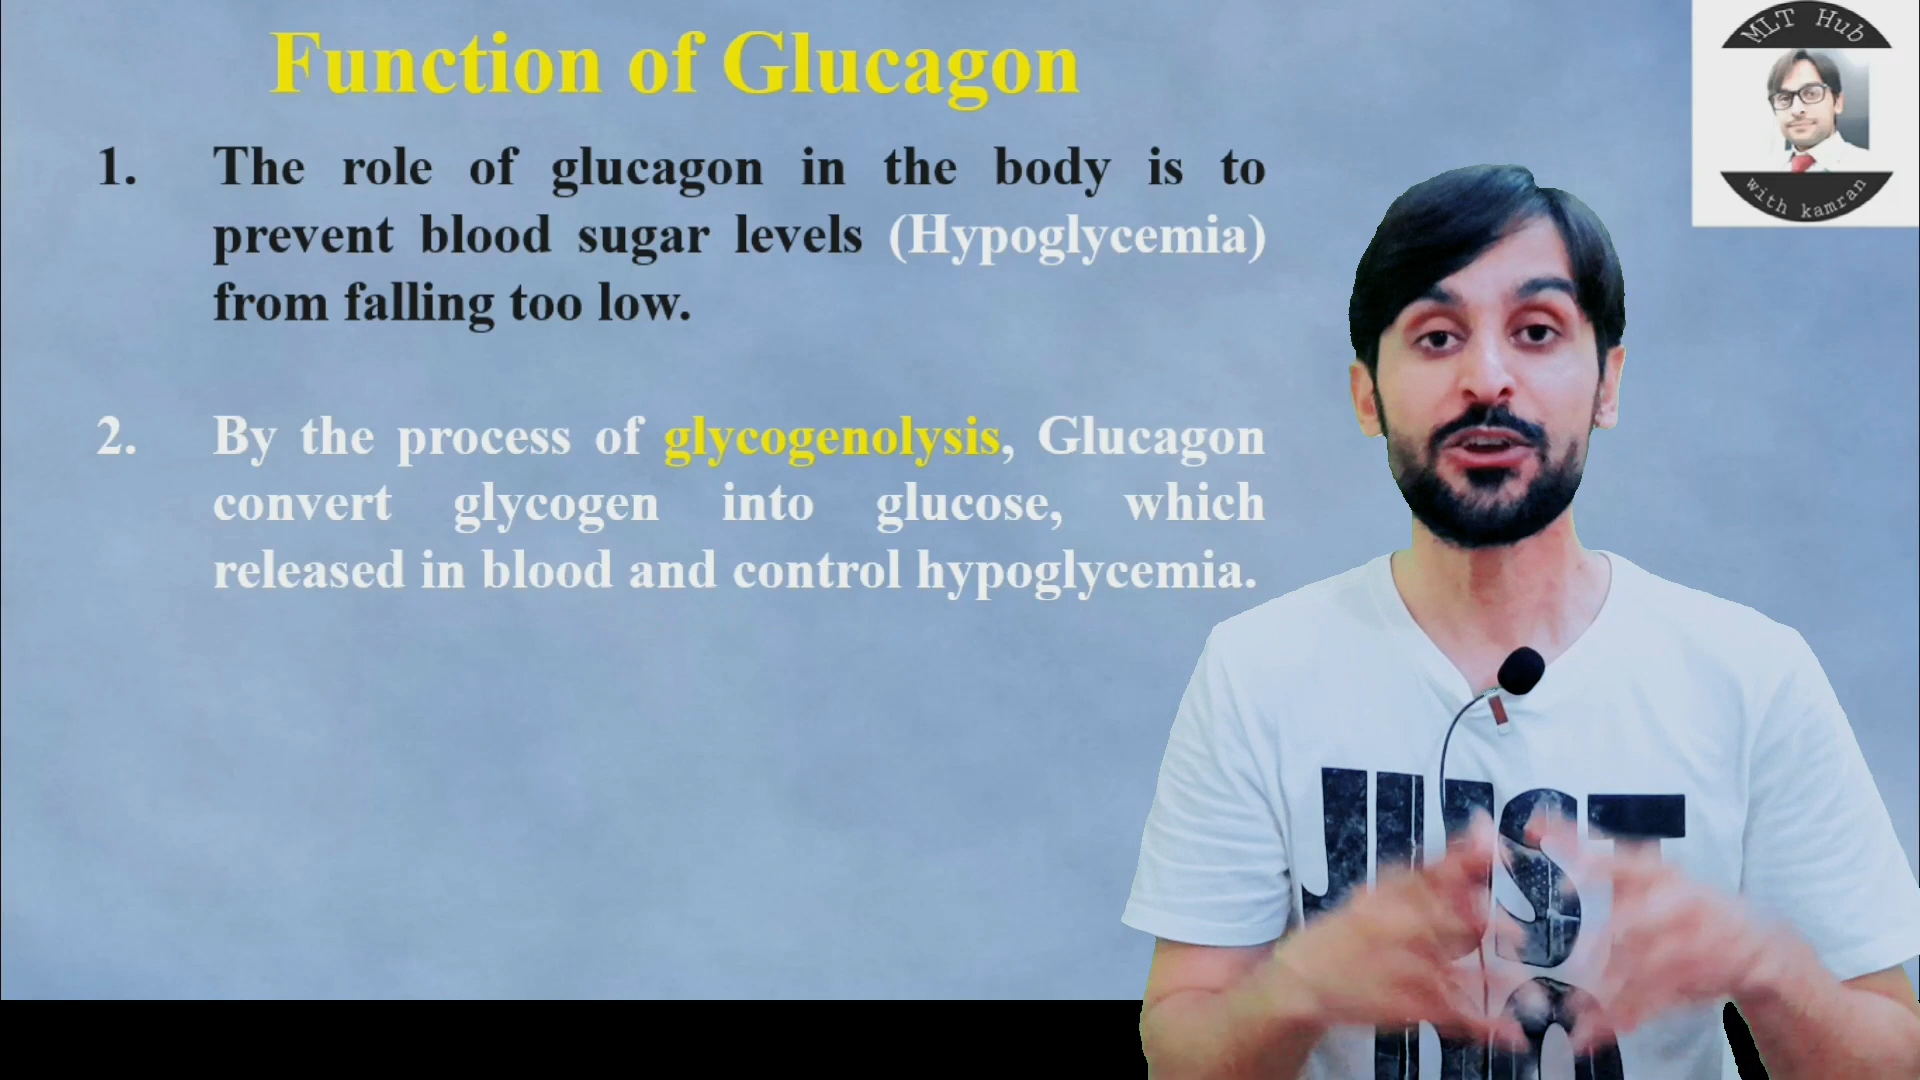 Function of Glucagon
MLT Hub
with kamran
1. The role of glucagon in the body is to
prevent blood sugar levels (Hypoglycemia)
from falling too low.
2. By the process of glycogenolysis, Glucagon
convert glycogen into glucose, which
released in blood and control hypoglycemia.
JUST
DO